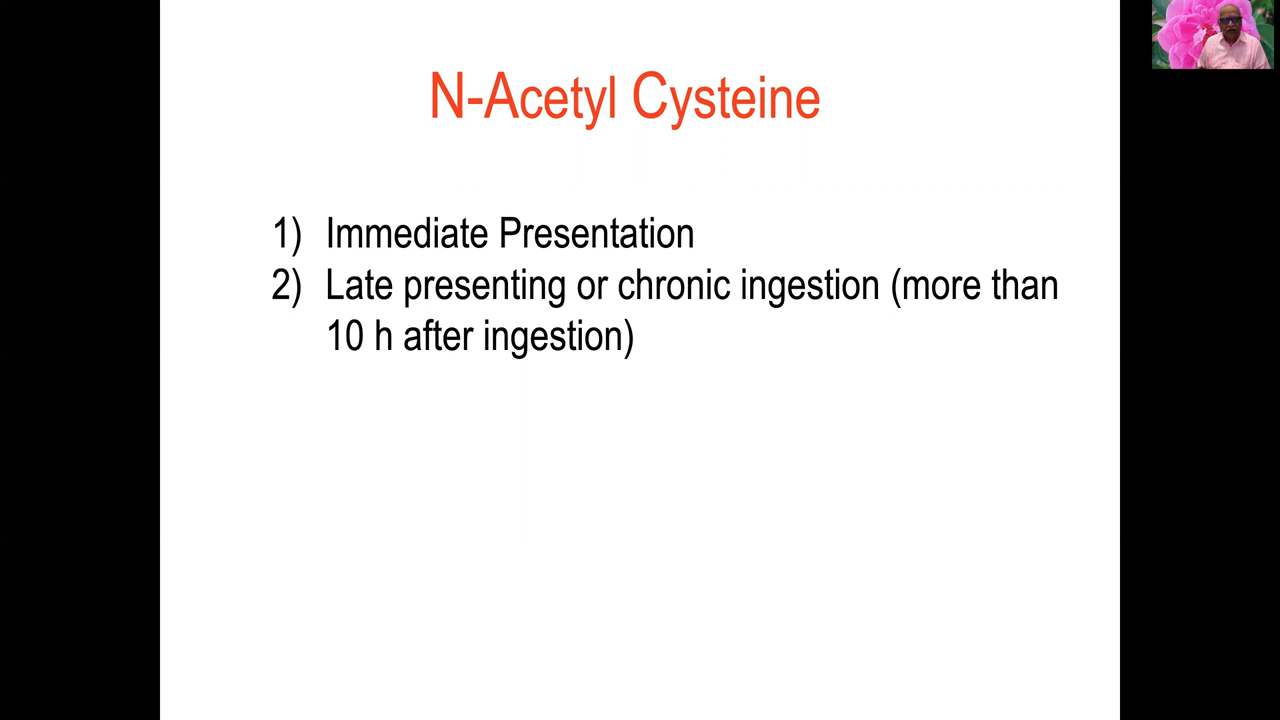 N-Acetyl Cysteine
1) Immediate Presentation
2) Late presenting or chronic ingestion (more than
10 h after ingestion)